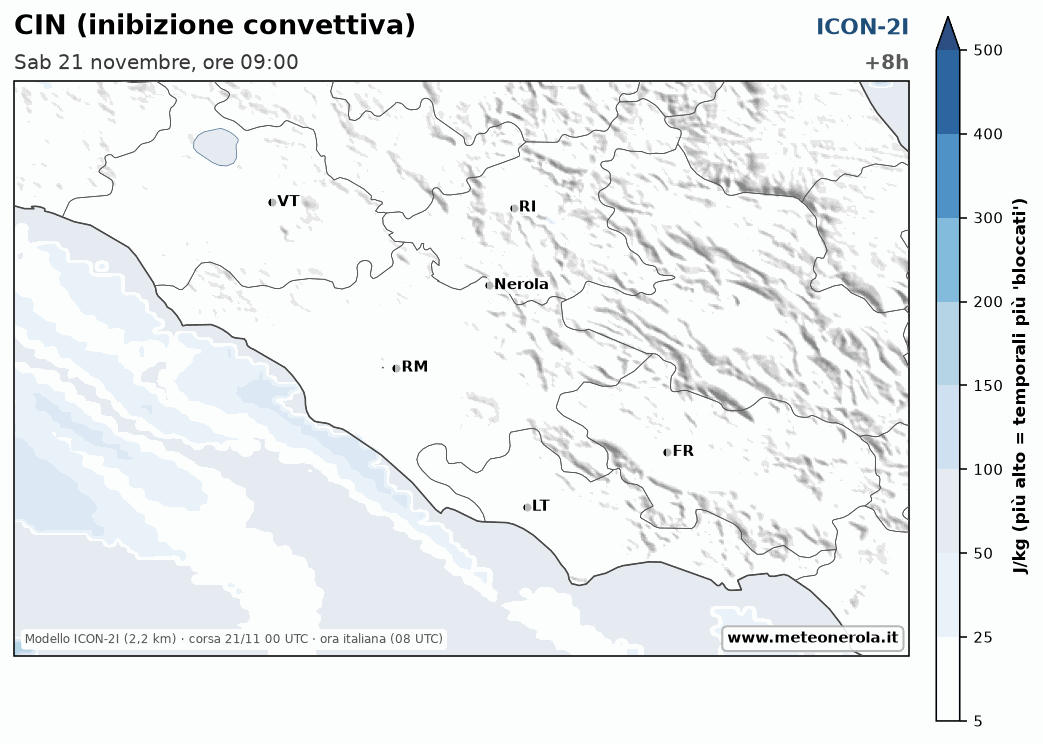 CIN (inibizione convettiva)
ICON-2I
Sab 21 novembre, ore 09:00
+8h
500
400
300
200
150
100
50
25
5
J/kg (più alto = temporali più 'bloccati')
VT
RI
Nerola
RM
FR
LT
Modello ICON-2I (2,2 km) · corsa 21/11 00 UTC · ora italiana (08 UTC)
www.meteonerola.it